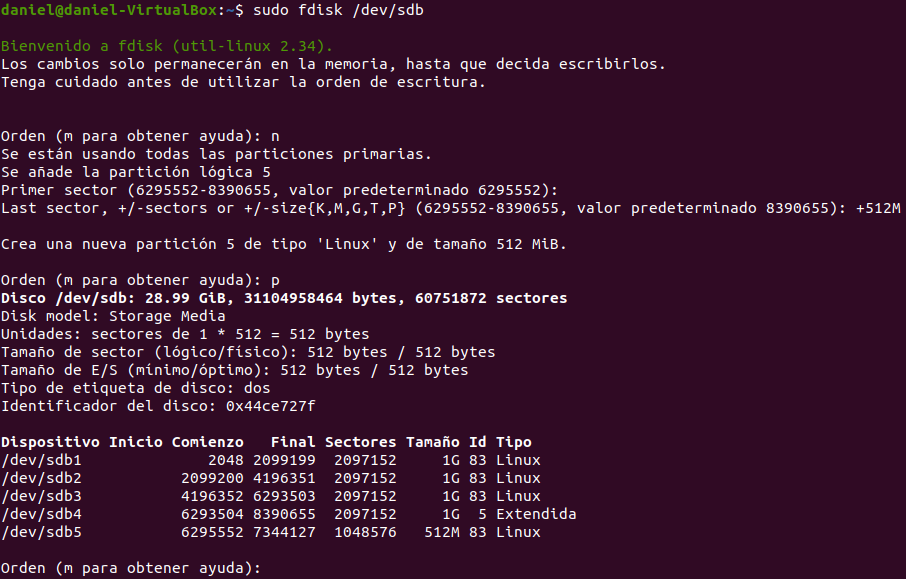 daniel@daniel-VirtualBox:~$ sudo fdisk /dev/sdb
Bienvenido a fdisk (util-linux 2.34).
Los cambios solo permanecerán en la memoria, hasta que decida escribirlos.
Tenga cuidado antes de utilizar la orden de escritura.
Orden (m para obtener ayuda): n
Se están usando todas las particiones primarias.
Se añade la partición lógica 5
Primer sector (6295552-8390655, valor predeterminado 6295552):
Last sector, +/-sectors or +/-size{K,M,G,T,P} (6295552-8390655, valor predeterminado 8390655): +512M
Crea una nueva partición 5 de tipo 'Linux' y de tamaño 512 MiB.
Orden (m para obtener ayuda): p
Disco /dev/sdb: 28.99 GiB, 31104958464 bytes, 60751872 sectores
Disk model: Storage Media
Unidades: sectores de 1 * 512 = 512 bytes
Tamaño de sector (lógico/físico): 512 bytes / 512 bytes
Tamaño de E/S (mínimo/óptimo): 512 bytes / 512 bytes
Tipo de etiqueta de disco: dos
Identificador del disco: 0x44ce727f
Dispositivo Inicio Comienzo   Final Sectores Tamaño Id Tipo
/dev/sdb1              2048 2099199  2097152     1G 83 Linux
/dev/sdb2           2099200 4196351  2097152     1G 83 Linux
/dev/sdb3           4196352 6293503  2097152     1G 83 Linux
/dev/sdb4           6293504 8390655  2097152     1G  5 Extendida
/dev/sdb5           6295552 7344127  1048576   512M 83 Linux
Orden (m para obtener ayuda):